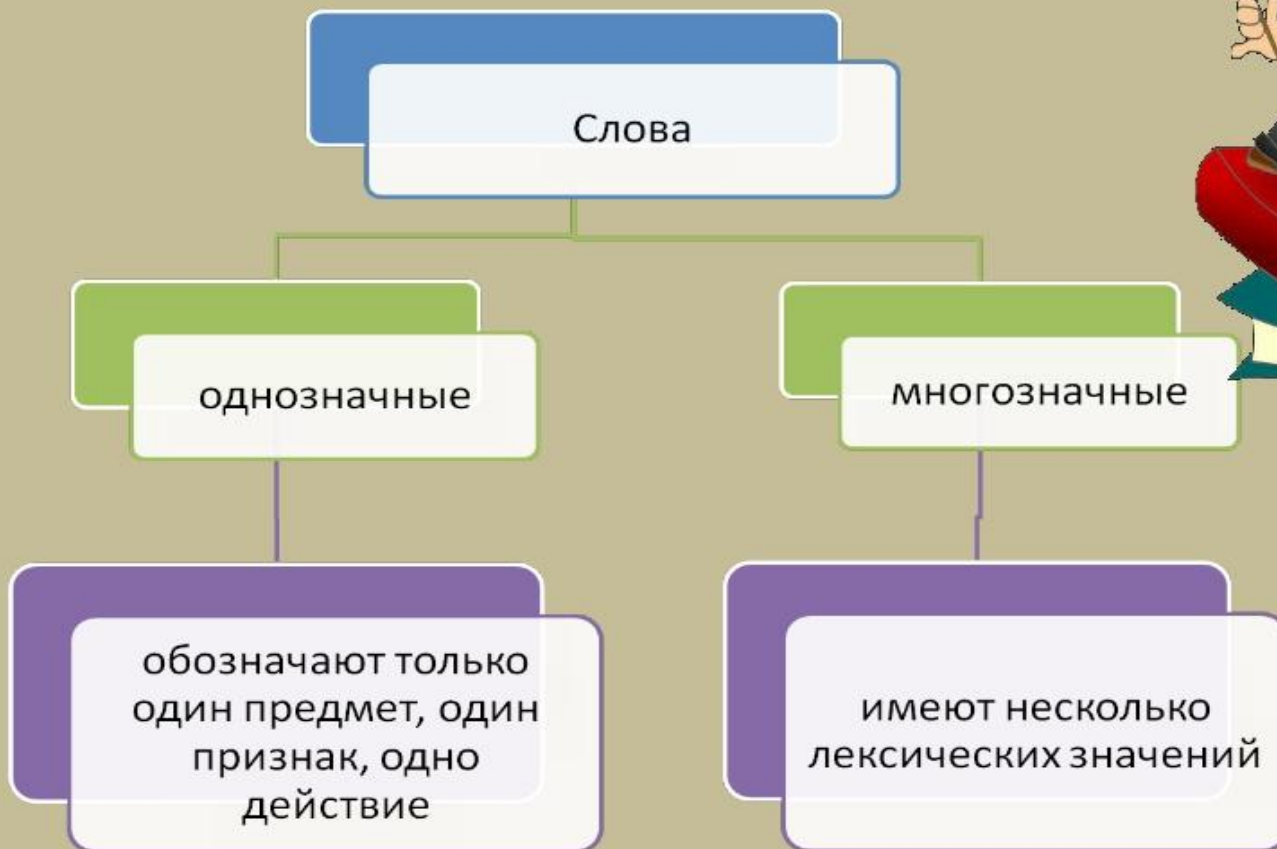 Слова
однозначные
многозначные
обозначают только
один предмет, один
признак, одно
действие
имеют несколько
лексических значений